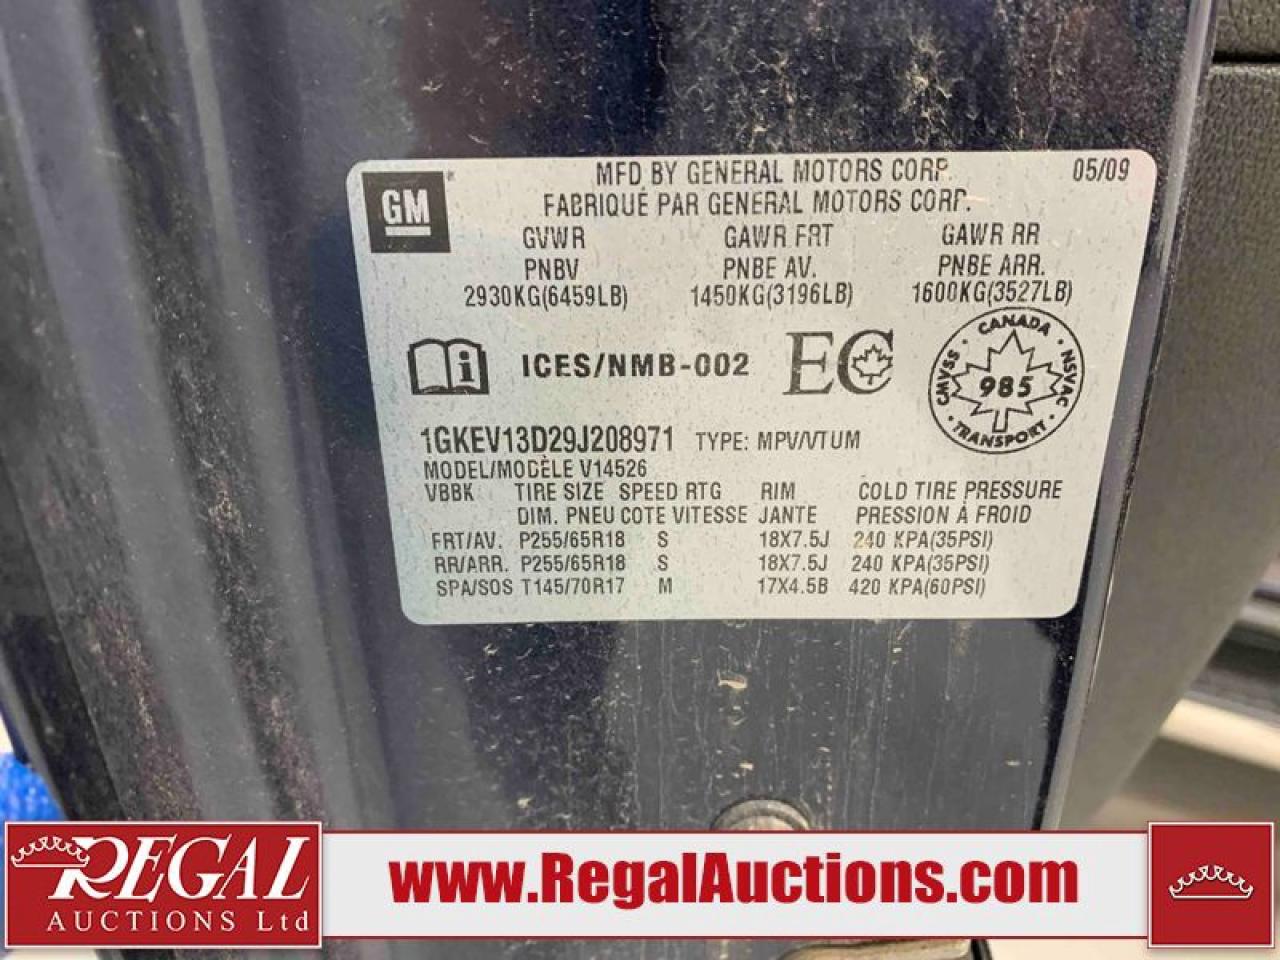 MFD BY GENERAL MOTORS CORP. 05/09
GM
FABRIQUÉ PAR GENERAL MOTORS CORP.
GVWR GAWR FRT GAWR RR
PNBV PNBE AV. PNBE ARR.
2930KG(6459LB) 1450KG(3196LB) 1600KG(3527LB)
i ICES/NMB-002 EC
CANADA
CMVSS 985 NSVAC
TRANSPORT
1GKEV13D29J208971 TYPE: MPV/VTUM
MODEL/MODÈLE V14526
VBBK TIRE SIZE SPEED RTG RIM COLD TIRE PRESSURE
DIM. PNEU COTE VITESSE JANTE PRESSION À FROID
FRT/AV. P255/65R18 S 18X7.5J 240 KPA(35PSI)
RR/ARR. P255/65R18 S 18X7.5J 240 KPA(35PSI)
SPA/SOS T145/70R17 M 17X4.5B 420 KPA(60PSI)
REGAL
AUCTIONS Ltd
www.RegalAuctions.com